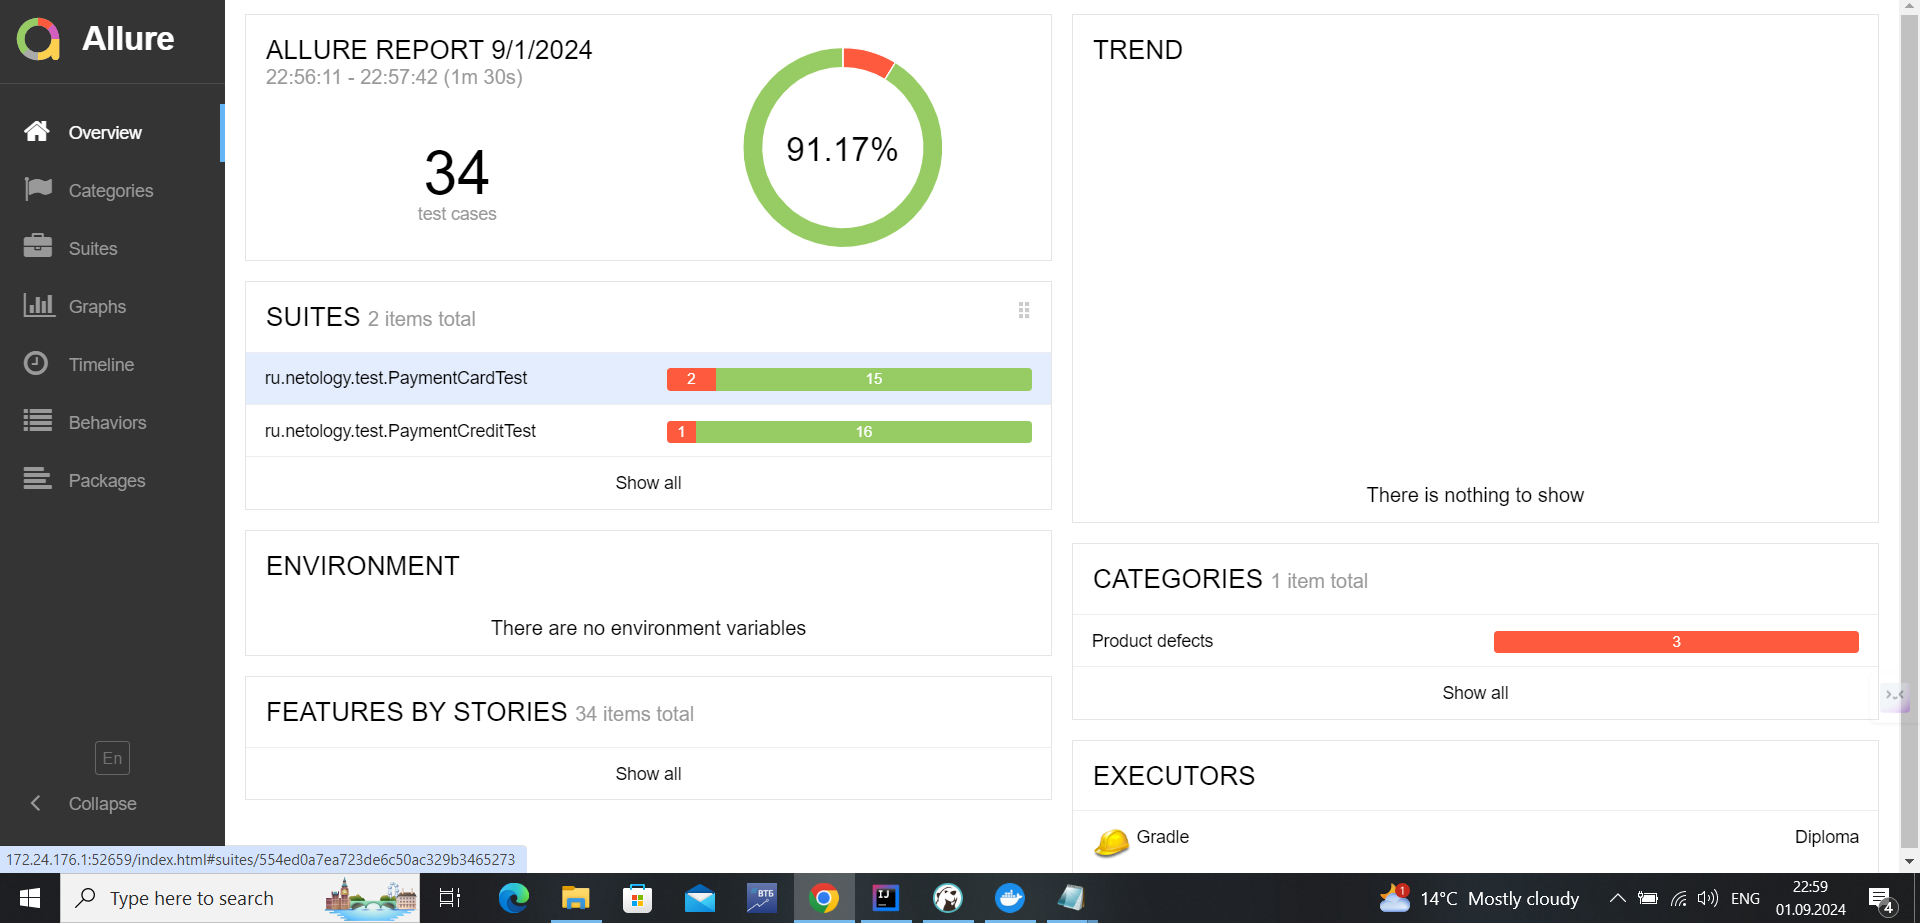 Allure
Overview
Categories
Suites
Graphs
Timeline
Behaviors
Packages
En
Collapse
ALLURE REPORT 9/1/2024
22:56:11 - 22:57:42 (1m 30s)
34
test cases
91.17%
SUITES 2 items total
ru.netology.test.PaymentCardTest 2 15
ru.netology.test.PaymentCreditTest 1 16
Show all
ENVIRONMENT
There are no environment variables
FEATURES BY STORIES 34 items total
Show all
TREND
There is nothing to show
CATEGORIES 1 item total
Product defects 3
Show all
EXECUTORS
Gradle Diploma
172.24.176.1:52659/index.html#suites/554ed0a7ea723de6c50ac329b3465273
Type here to search
ВТБ
IJ
1
14°C Mostly cloudy
ENG
22:59
01.09.2024
4